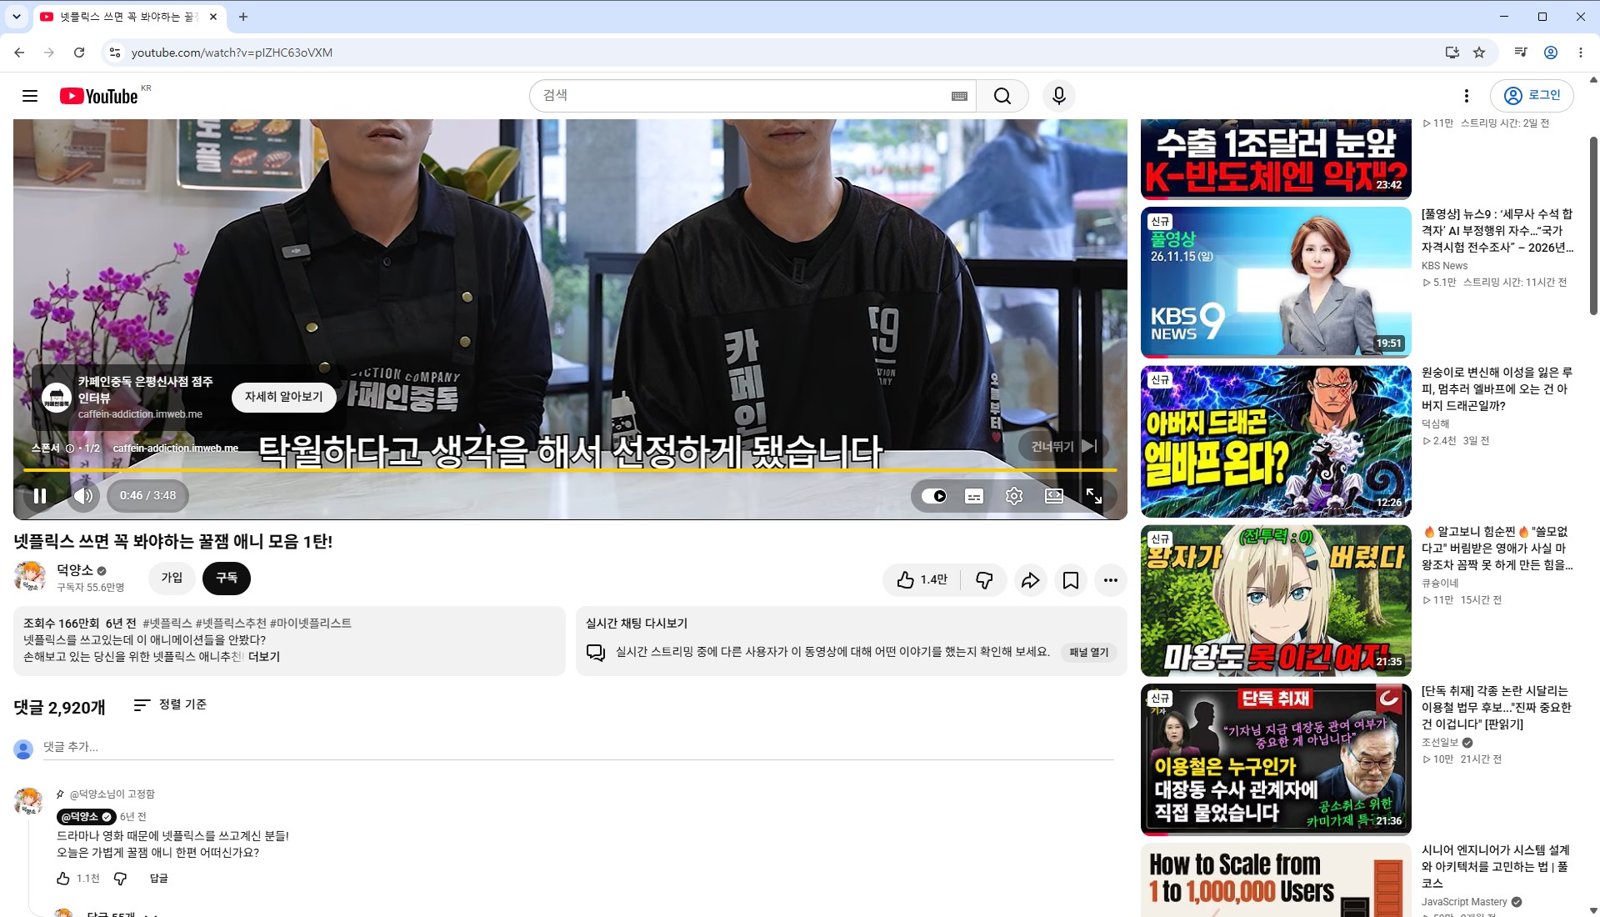 넷플릭스 쓰면 꼭 봐야하는 꿀잼
youtube.com/watch?v=pIZHC63oVXM
YouTube KR
검색
로그인
카페인중독 은평신사점 점주
인터뷰
caffein-addiction.imweb.me
자세히 알아보기
카페인중독
스폰서 · 1/2 caffein-addiction.imweb.me
탁월하다고 생각을 해서 선정하게 됐습니다
건너뛰기
0:46 / 3:48
넷플릭스 쓰면 꼭 봐야하는 꿀잼 애니 모음 1탄!
덕양소
구독자 55.6만명
가입
구독
1.4만
조회수 166만회 6년 전 #넷플릭스 #넷플릭스추천 #마이넷플리스트
넷플릭스를 쓰고있는데 이 애니메이션들을 안봤다?
손해보고 있는 당신을 위한 넷플릭스 애니추천! 더보기
실시간 채팅 다시보기
실시간 스트리밍 중에 다른 사용자가 이 동영상에 대해 어떤 이야기를 했는지 확인해 보세요.
패널 열기
댓글 2,920개
정렬 기준
댓글 추가...
@덕양소님이 고정함
@덕양소 6년 전
드라마나 영화 때문에 넷플릭스를 쓰고계신 분들!
오늘은 가볍게 꿀잼 애니 한편 어떠신가요?
1.1천 답글
수출 1조달러 눈앞
K-반도체엔 악재?
23:42
11만 스트리밍 시간: 2일 전
신규
풀영상
26.11.15(일)
KBS NEWS 9
19:51
[풀영상] 뉴스9 : ‘세무사 수석 합
격자’ AI 부정행위 자수…“국가
자격시험 전수조사” – 2026년...
KBS News
5.1만 스트리밍 시간: 11시간 전
신규
아버지 드래곤
엘바프 온다?
12:26
원숭이로 변신해 이성을 잃은 루
피, 멈추러 엘바프에 오는 건 아
버지 드래곤일까?
덕심해
2.4천 3일 전
신규
(전투력 : 0)
황자가 버렸다
마왕도 못 이긴 여자
21:35
🔥알고보니 힘순찐🔥"쓸모없
다고" 버림받은 영애가 사실 마
왕조차 꼼짝 못 하게 만든 힘을...
큐슝이네
11만 15시간 전
신규
단독 취재
"기자님 지금 대장동 관여 여부가
중요한 게 아닙니다"
이용철은 누구인가
대장동 수사 관계자에
직접 물었습니다
공소취소 위한
카미가제 특
21:36
[단독 취재] 각종 논란 시달리는
이용철 법무 후보..."진짜 중요한
건 이겁니다" [판읽기]
조선일보
10만 21시간 전
How to Scale from
1 to 1,000,000 Users
시니어 엔지니어가 시스템 설계
와 아키텍처를 고민하는 법 | 풀
코스
JavaScript Mastery